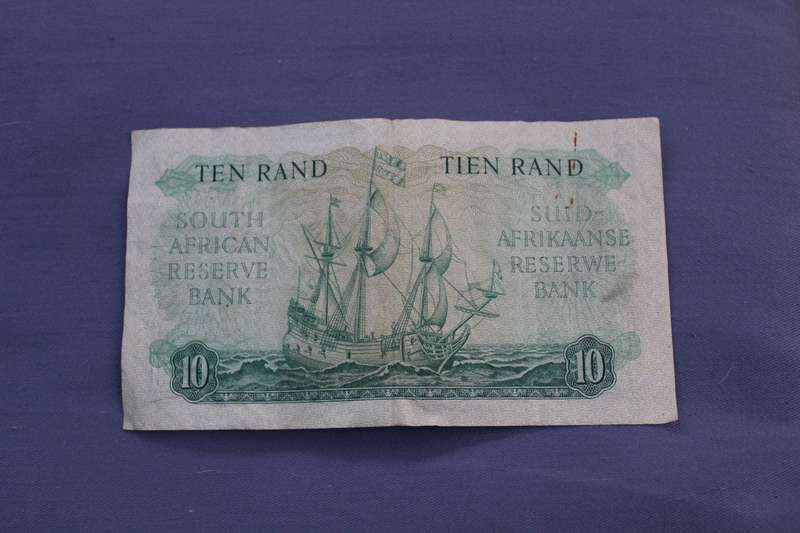 TEN RAND
TIEN RAND
SOUTH
AFRICAN
RESERVE
BANK
SUID-
AFRIKAANSE
RESERWE-
BANK
10
10